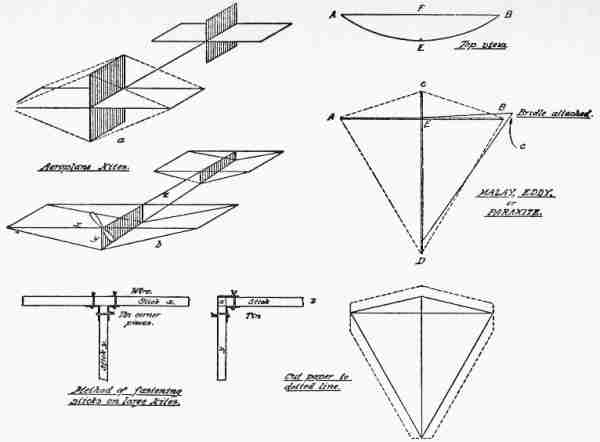 a
Aeroplane Kites.
x
x
y
b
Wire.
Stick x.
Tin corner
pieces.
Stick y.
x
Stick
Tin
y
Method of fastening
sticks on large kites.
A
F
B
E
Top view.
C
A
B
E
Bridle attached.
C
MALAY, EDDY,
or
PARAKITE.
D
Cut paper to
dotted line.